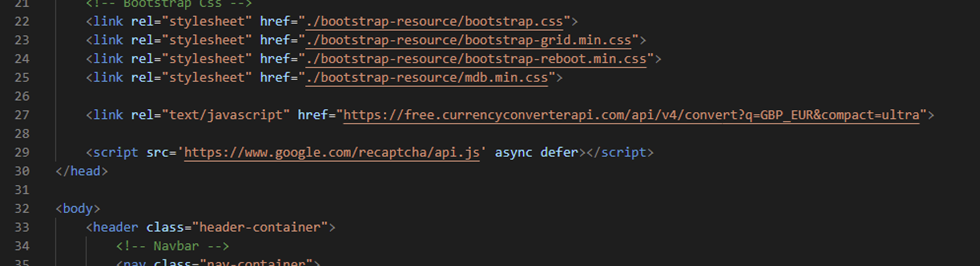 21 <!-- Bootstrap Css -->
22 <link rel="stylesheet" href="./bootstrap-resource/bootstrap.css">
23 <link rel="stylesheet" href="./bootstrap-resource/bootstrap-grid.min.css">
24 <link rel="stylesheet" href="./bootstrap-resource/bootstrap-reboot.min.css">
25 <link rel="stylesheet" href="./bootstrap-resource/mdb.min.css">
26
27 <link rel="text/javascript" href="https://free.currencyconverterapi.com/api/v4/convert?q=GBP_EUR&compact=ultra">
28
29 <script src='https://www.google.com/recaptcha/api.js' async defer></script>
30 </head>
31
32 <body>
33 <header class="header-container">
34 <!-- Navbar -->
35 <nav class="nav-container">